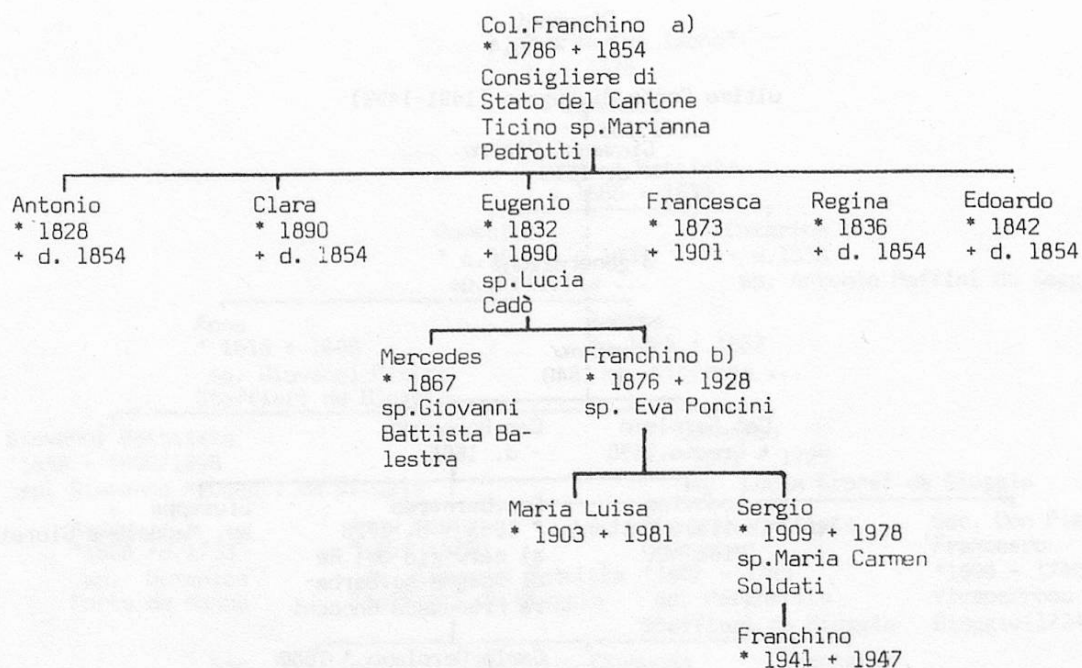 Col.Franchino a)
* 1786 + 1854
Consigliere di
Stato del Cantone
Ticino sp.Marianna
Pedrotti
Antonio
* 1828
+ d. 1854
Clara
* 1890
+ d. 1854
Eugenio
* 1832
+ 1890
sp.Lucia
Cadò
Francesca
* 1873
+ 1901
Regina
* 1836
+ d. 1854
Edoardo
* 1842
+ d. 1854
Mercedes
* 1867
sp.Giovanni
Battista Ba-
lestra
Franchino b)
* 1876 + 1928
sp. Eva Poncini
Maria Luisa
* 1903 + 1981
Sergio
* 1909 + 1978
sp.Maria Carmen
Soldati
Franchino
* 1941 + 1947